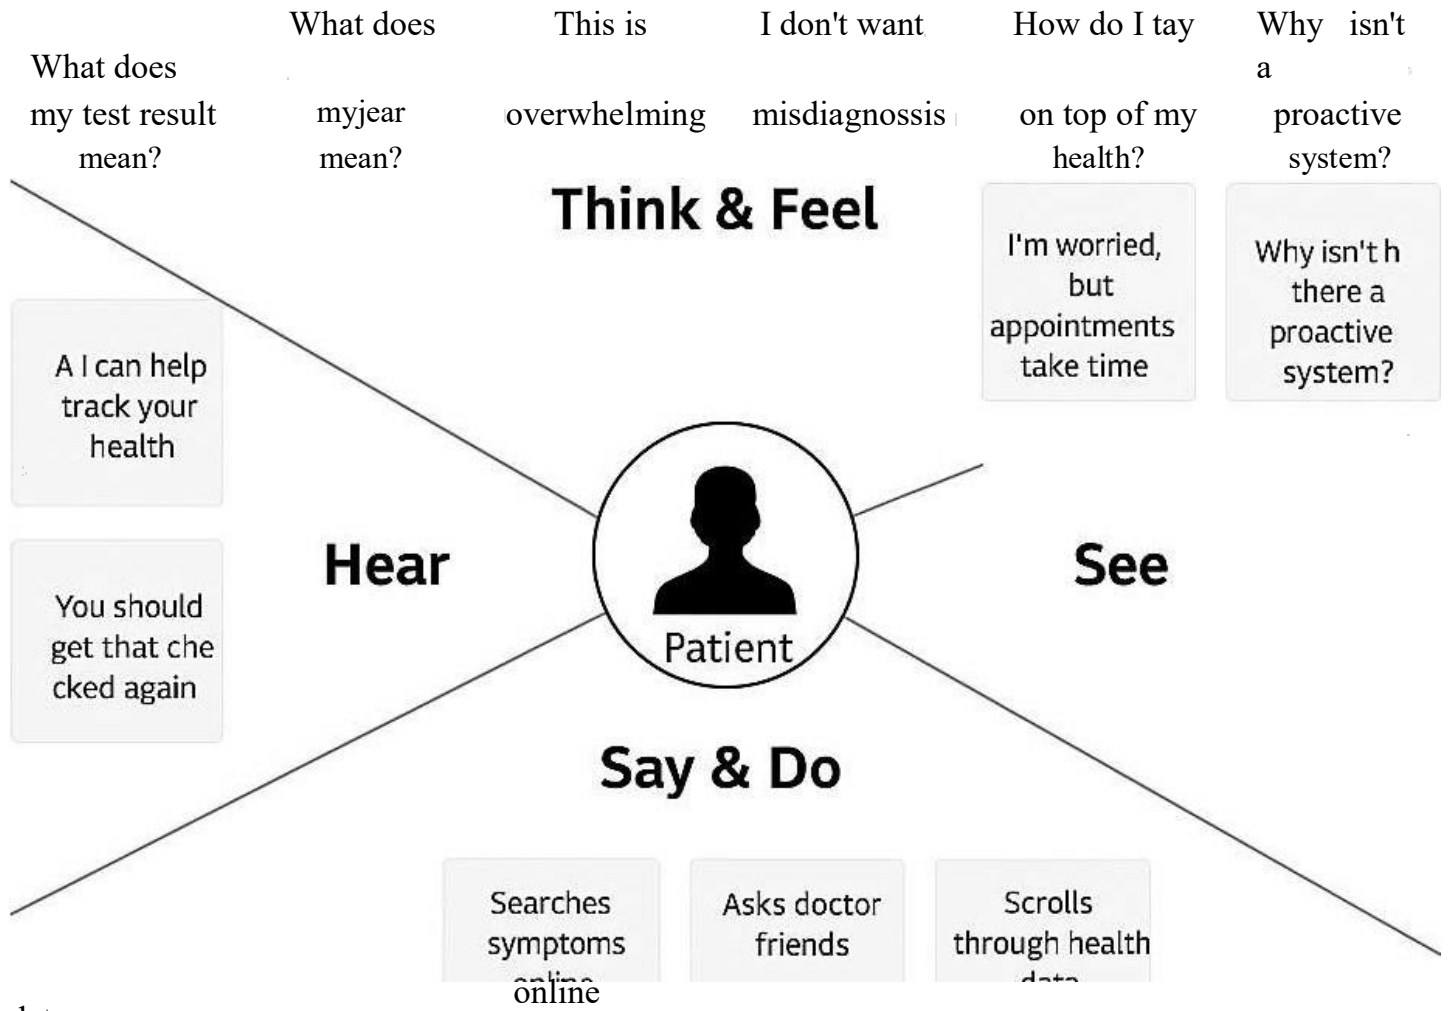 What does
my test result
mean?
What does
myjear
mean?
This is
overwhelming
I don't want
misdiagnossis
How do I tay
on top of my
health?
Why isn't
a
proactive
system?
Think & Feel
I'm worried,
but
appointments
take time
Why isn't h
there a
proactive
system?
A I can help
track your
health
You should
get that che
cked again
Hear
Patient
See
Say & Do
Searches
symptoms
online
online
Asks doctor
friends
Scrolls
through health
data